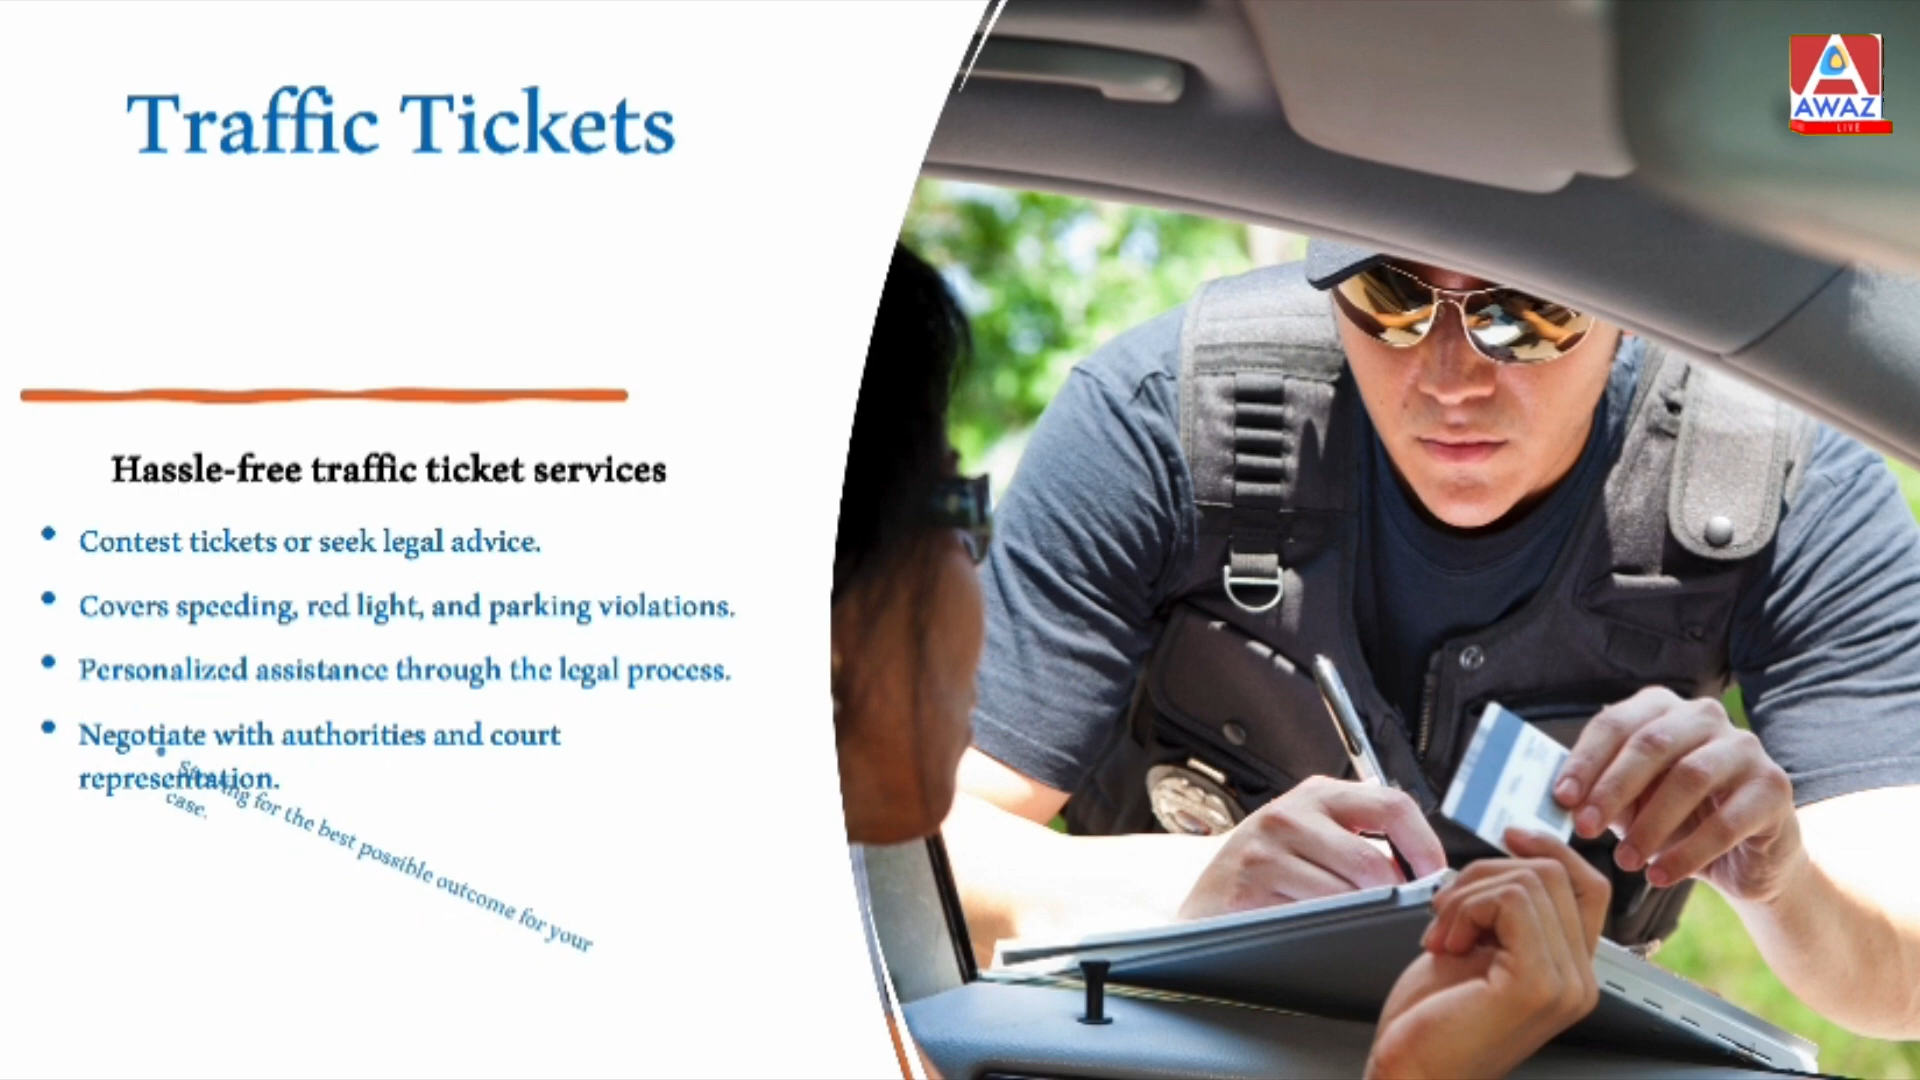 Traffic Tickets
Hassle-free traffic ticket services
• Contest tickets or seek legal advice.
• Covers speeding, red light, and parking violations.
• Personalized assistance through the legal process.
• Negotiate with authorities and court
representation.
• Striving for the best possible outcome for your
case.
AWAZ
LIVE